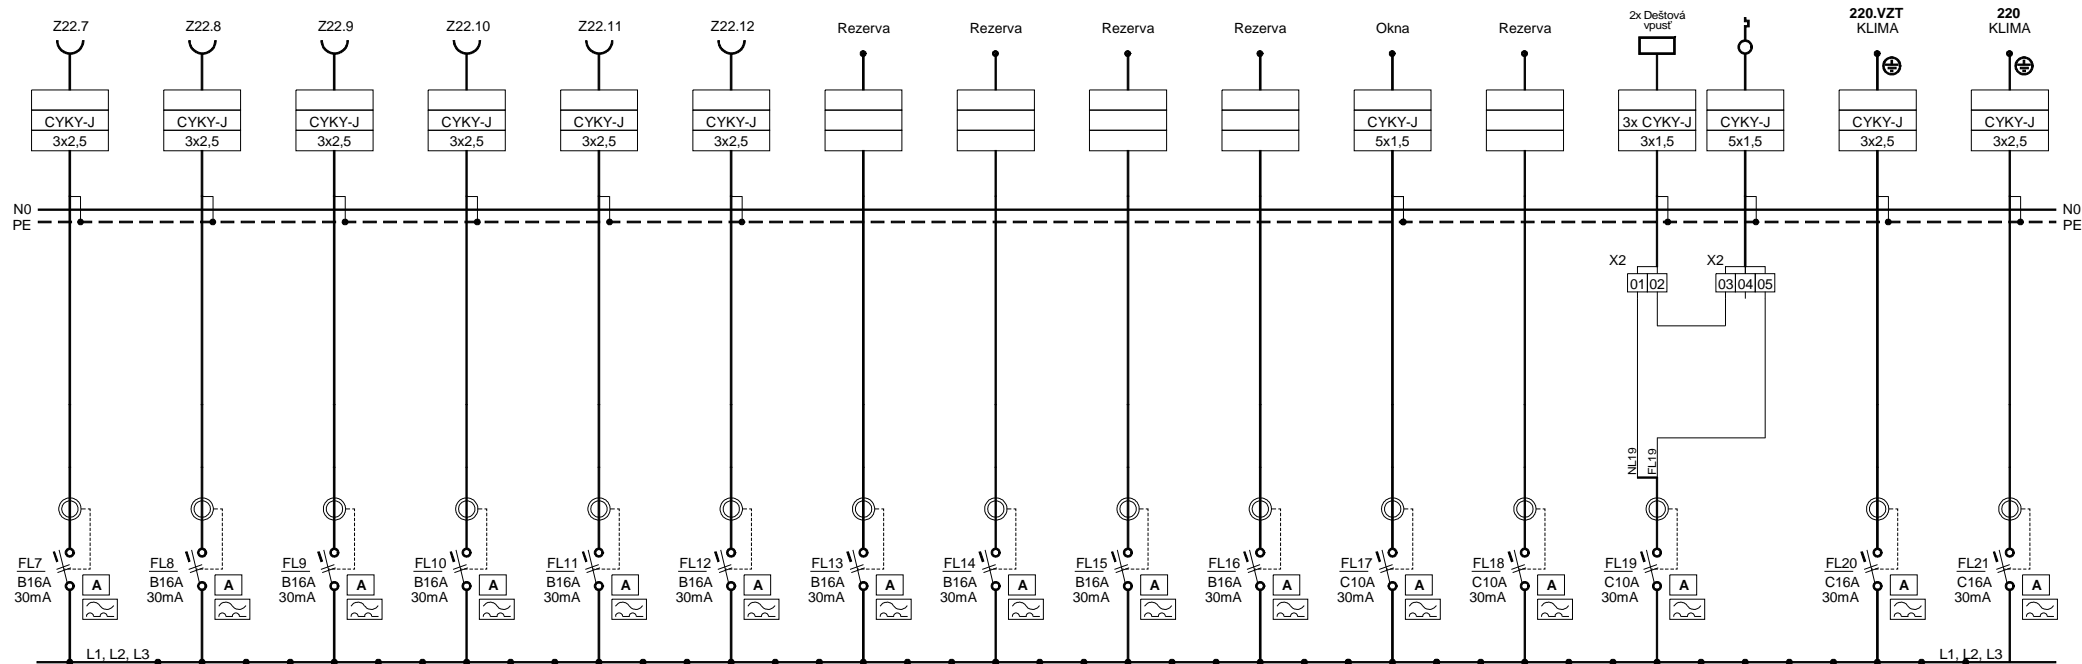 Z22.7 Z22.8 Z22.9 Z22.10 Z22.11 Z22.12 Rezerva Rezerva Rezerva Rezerva Okna Rezerva 2x Deštová vpusť 220.VZT KLIMA 220 KLIMA
CYKY-J CYKY-J CYKY-J CYKY-J CYKY-J CYKY-J CYKY-J 3x CYKY-J CYKY-J CYKY-J CYKY-J
3x2,5 3x2,5 3x2,5 3x2,5 3x2,5 3x2,5 5x1,5 3x1,5 5x1,5 3x2,5 3x2,5
N0 N0
PE PE
X2 X2
01 02 03 04 05
NL19 FL19
FL7 FL8 FL9 FL10 FL11 FL12 FL13 FL14 FL15 FL16 FL17 FL18 FL19 FL20 FL21
B16A A B16A A B16A A B16A A B16A A B16A A B16A A B16A A B16A A B16A A C10A A C10A A C10A A C16A A C16A A
30mA 30mA 30mA 30mA 30mA 30mA 30mA 30mA 30mA 30mA 30mA 30mA 30mA 30mA 30mA
L1, L2, L3 L1, L2, L3